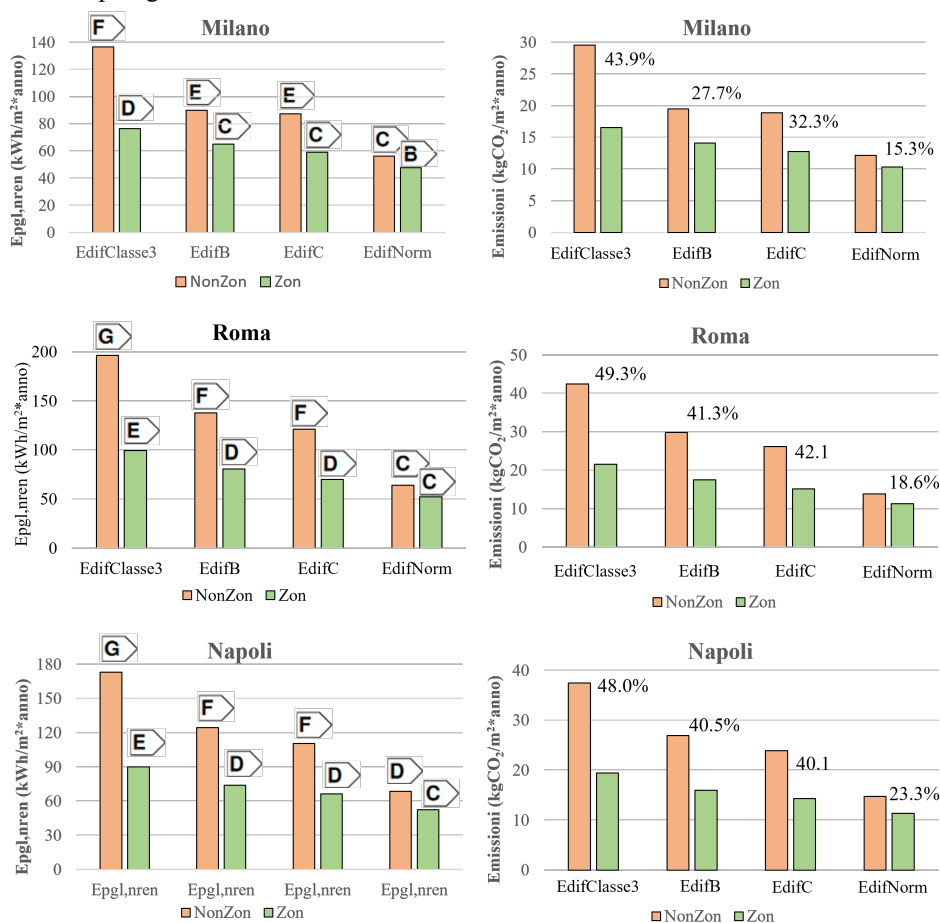 Milano
Epgl,nren (kWh/m²*anno)
140
120
100
80
60
40
20
0
F
D
E
C
E
C
C
B
EdifClasse3 EdifB EdifC EdifNorm
NonZon Zon
Milano
Emissioni (kgCO₂/m²*anno)
30
25
20
15
10
5
0
43.9%
27.7%
32.3%
15.3%
EdifClasse3 EdifB EdifC EdifNorm
NonZon Zon
Roma
Epgl,nren (kWh/m²*anno)
200
150
100
50
0
G
E
F
D
F
D
C
C
EdifClasse3 EdifB EdifC EdifNorm
NonZon Zon
Roma
Emissioni (kgCO₂/m²*anno)
50
40
30
20
10
0
49.3%
41.3%
42.1
18.6%
EdifClasse3 EdifB EdifC EdifNorm
NonZon Zon
Napoli
Epgl,nren (kWh/m²*anno)
180
150
120
90
60
30
0
G
E
F
D
F
D
D
C
Epgl,nren Epgl,nren Epgl,nren Epgl,nren
NonZon Zon
Napoli
Emissioni (kgCO₂/m²*anno)
40
30
20
10
0
48.0%
40.5%
40.1
23.3%
EdifClasse3 EdifB EdifC EdifNorm
NonZon Zon